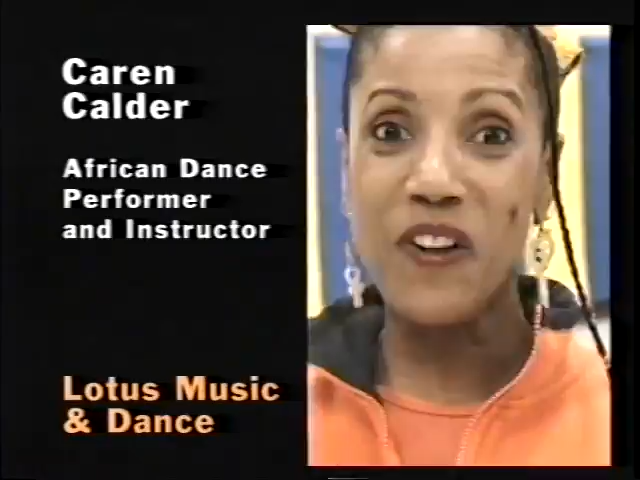 Caren
Calder
African Dance
Performer
and Instructor
Lotus Music
& Dance